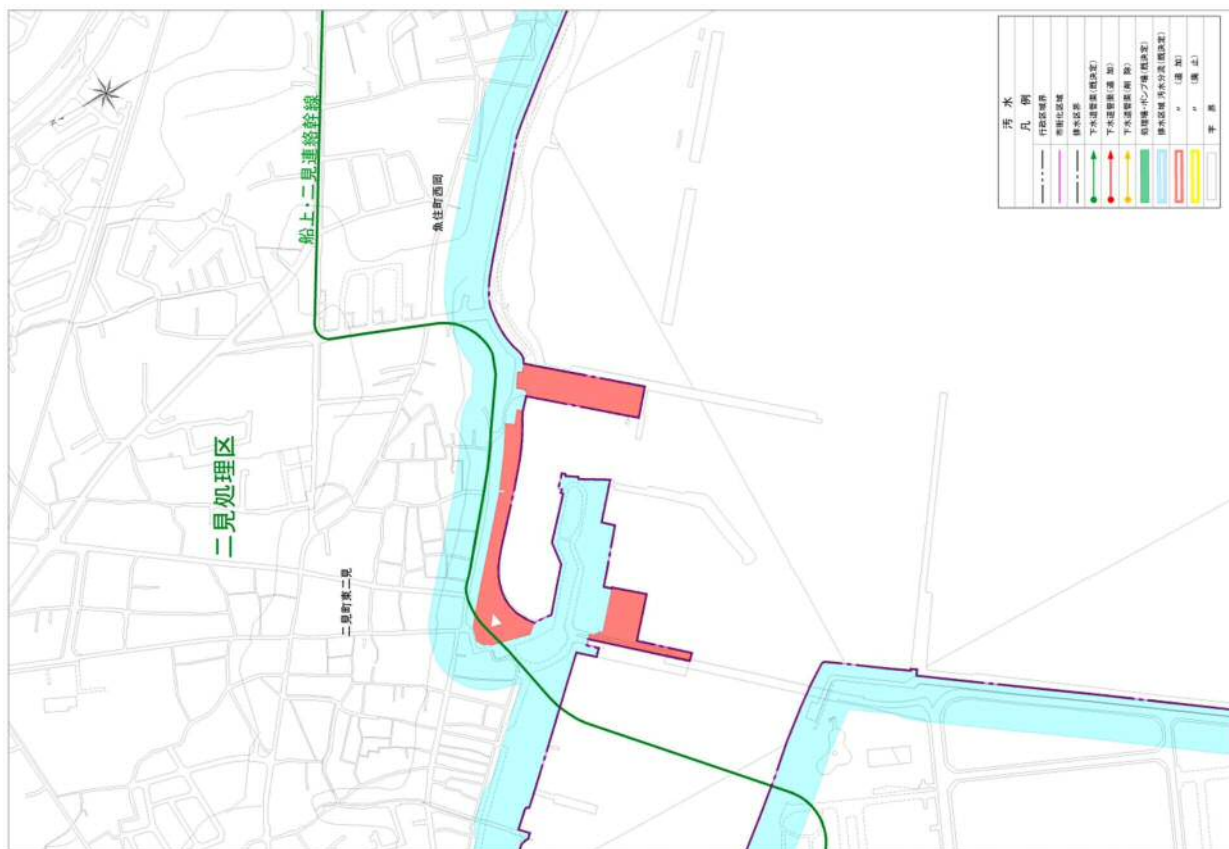 船上・二見連絡幹線
魚住町西岡
二見処理区
二見町東二見
汚水
凡例
行政区域界
市街化区域
排水区界
下水道管渠(既決定)
下水道管渠(追加)
下水道管渠(削除)
処理場・ポンプ場(既決定)
排水区域 汚水分流(既決定)
〃 (追加)
〃 (廃止)
字界